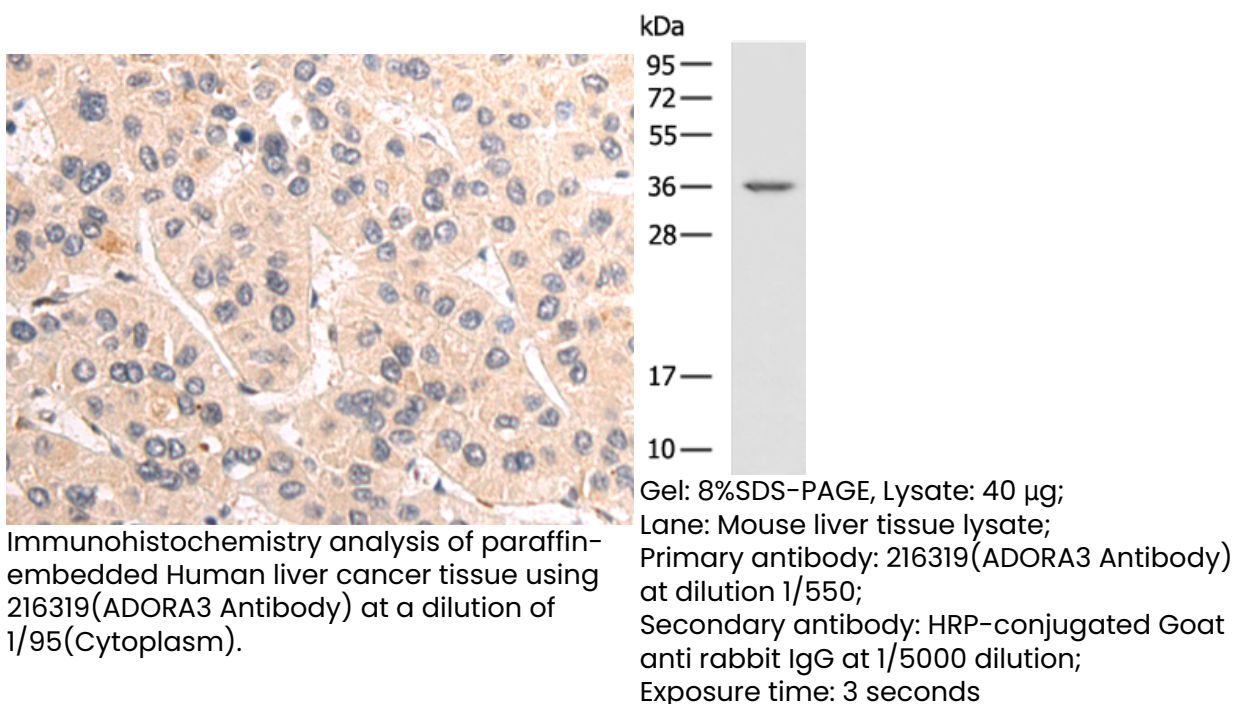 kDa
95
72
55
36
28
17
10
Immunohistochemistry analysis of paraffin-
embedded Human liver cancer tissue using
216319(ADORA3 Antibody) at a dilution of
1/95(Cytoplasm).
Gel: 8%SDS-PAGE, Lysate: 40 μg;
Lane: Mouse liver tissue lysate;
Primary antibody: 216319(ADORA3 Antibody)
at dilution 1/550;
Secondary antibody: HRP-conjugated Goat
anti rabbit IgG at 1/5000 dilution;
Exposure time: 3 seconds